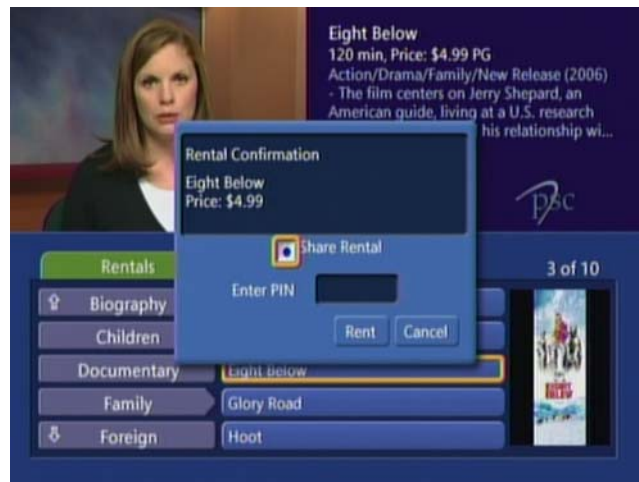 Eight Below
120 min, Price: $4.99 PG
Action/Drama/Family/New Release (2006)
- The film centers on Jerry Shepard, an
American guide, living at a U.S. research
his relationship wi...
psc
Rental Confirmation
Eight Below
Price: $4.99
Share Rental
Enter PIN
Rent
Cancel
Rentals
3 of 10
Biography
Children
Documentary
Eight Below
Family
Glory Road
Foreign
Hoot
EIGHT BELOW